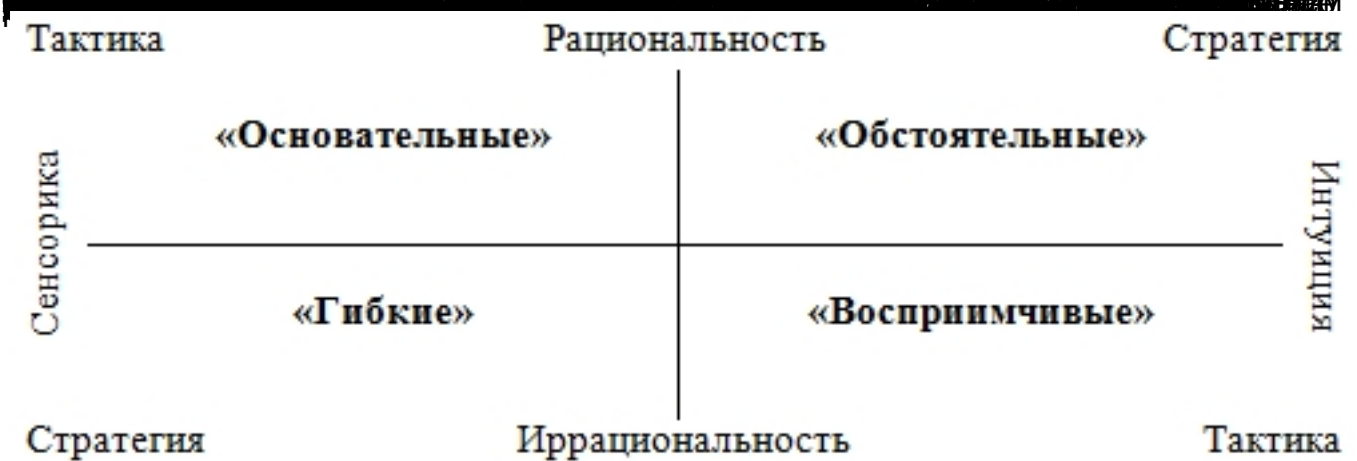 Тактика Рациональность Стратегия
«Основательные» «Обстоятельные»
Сенсорика Интуиция
«Гибкие» «Восприимчивые»
Стратегия Иррациональность Тактика